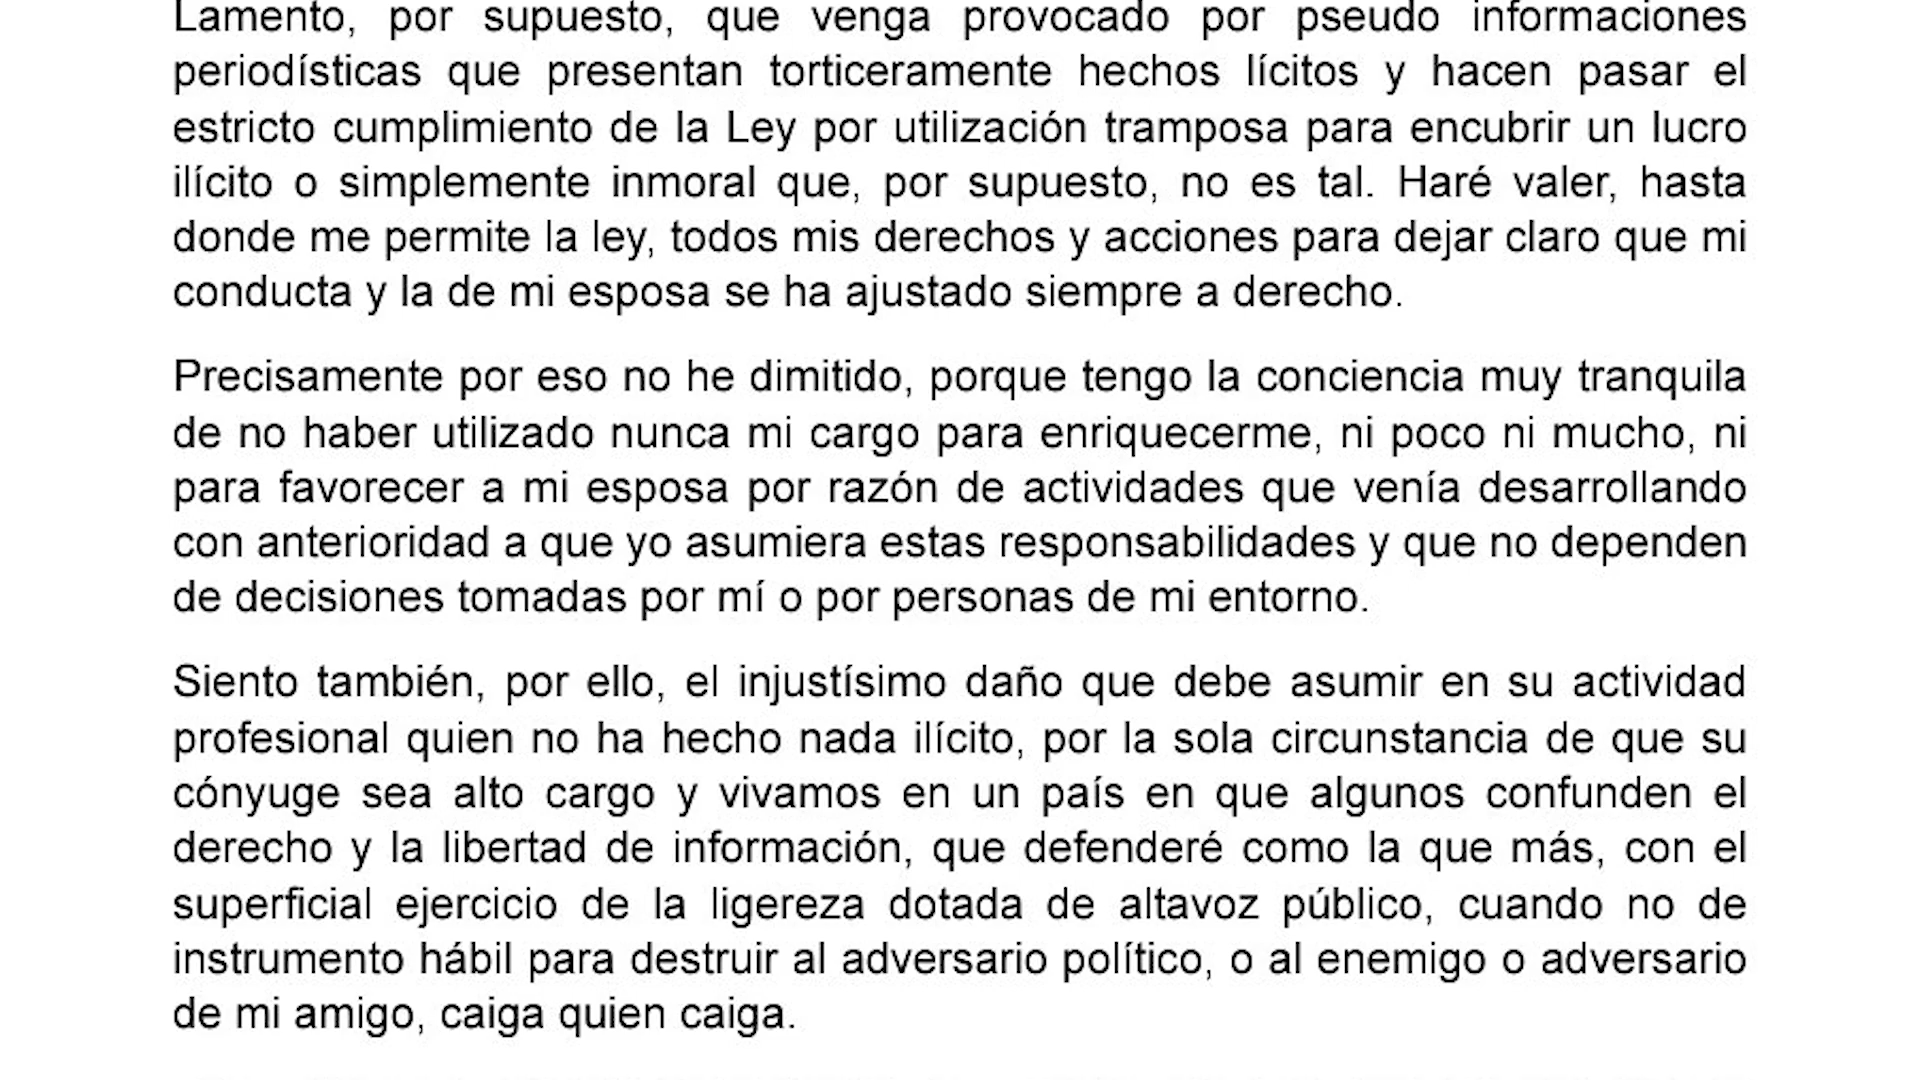 Lamento, por supuesto, que venga provocado por pseudo informaciones
periodísticas que presentan torticeramente hechos lícitos y hacen pasar el
estricto cumplimiento de la Ley por utilización tramposa para encubrir un lucro
ilícito o simplemente inmoral que, por supuesto, no es tal. Haré valer, hasta
donde me permite la ley, todos mis derechos y acciones para dejar claro que mi
conducta y la de mi esposa se ha ajustado siempre a derecho.
Precisamente por eso no he dimitido, porque tengo la conciencia muy tranquila
de no haber utilizado nunca mi cargo para enriquecerme, ni poco ni mucho, ni
para favorecer a mi esposa por razón de actividades que venía desarrollando
con anterioridad a que yo asumiera estas responsabilidades y que no dependen
de decisiones tomadas por mí o por personas de mi entorno.
Siento también, por ello, el injustísimo daño que debe asumir en su actividad
profesional quien no ha hecho nada ilícito, por la sola circunstancia de que su
cónyuge sea alto cargo y vivamos en un país en que algunos confunden el
derecho y la libertad de información, que defenderé como la que más, con el
superficial ejercicio de la ligereza dotada de altavoz público, cuando no de
instrumento hábil para destruir al adversario político, o al enemigo o adversario
de mi amigo, caiga quien caiga.